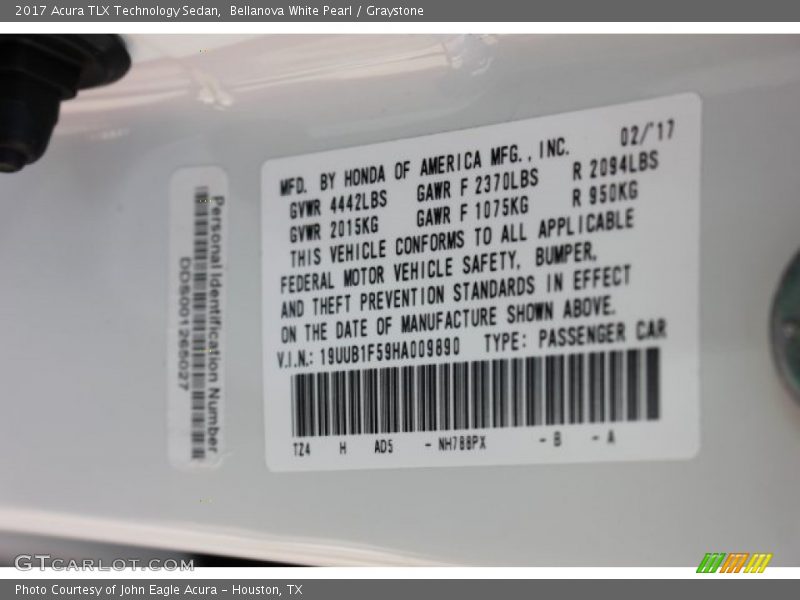 2017 Acura TLX Technology Sedan,  Bellanova White Pearl / Graystone
MFD. BY HONDA OF AMERICA MFG., INC. 02/'17
GVWR 4442LBS GAWR F 2370LBS R 2094LBS
GVWR 2015KG GAWR F 1075KG R 950KG
THIS VEHICLE CONFORMS TO ALL APPLICABLE
FEDERAL MOTOR VEHICLE SAFETY, BUMPER,
AND THEFT PREVENTION STANDARDS IN EFFECT
ON THE DATE OF MANUFACTURE SHOWN ABOVE.
V.I.N.: 19UUB1F59HA009890 TYPE: PASSENGER CAR
TZ4 H AD5 - NH788PX - B - A
Personal Identification Number
DDS001265027
GTCARLOT.COM
Photo Courtesy of John Eagle Acura - Houston, TX